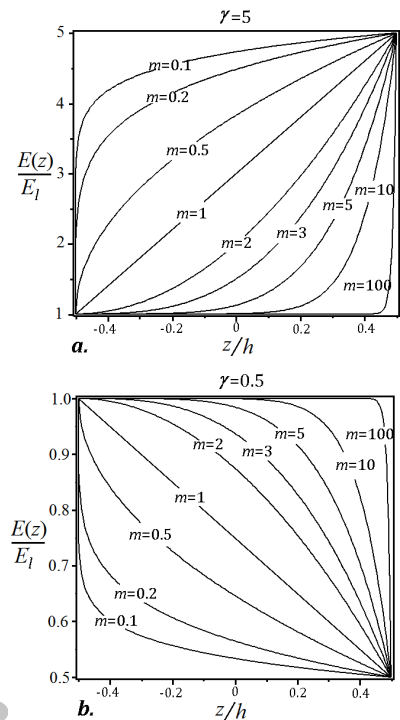 γ=5
5
m=0.1
m=0.2
4
m=0.5
E(z)
3
E_l
m=10
m=5
m=1
m=3
2
m=2
m=100
1
-0.4 -0.2 0 0.2 0.4
a. z/h
γ=0.5
1.0
m=5
m=100
m=2
m=3
0.9
m=10
m=1
0.8
E(z)
m=0.5
E_l
0.7
m=0.2
m=0.1
0.6
0.5
-0.4 -0.2 0 0.2 0.4
b. z/h